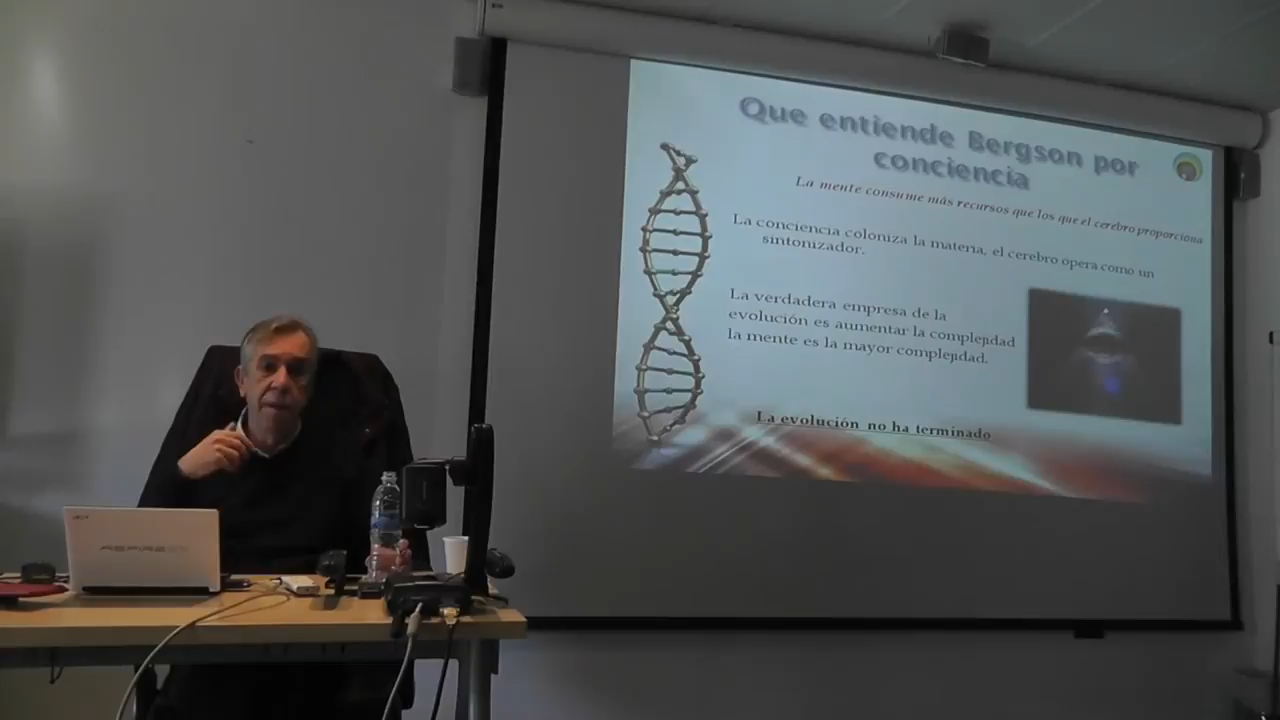 Que entiende Bergson por
conciencia
La mente consume más recursos que los que el cerebro proporciona
La conciencia coloniza la materia, el cerebro opera como un
sintonizador.
La verdadera empresa de la
evolución es aumentar la complejidad
la mente es la mayor complejidad.
La evolución no ha terminado
acer
ASPIRE